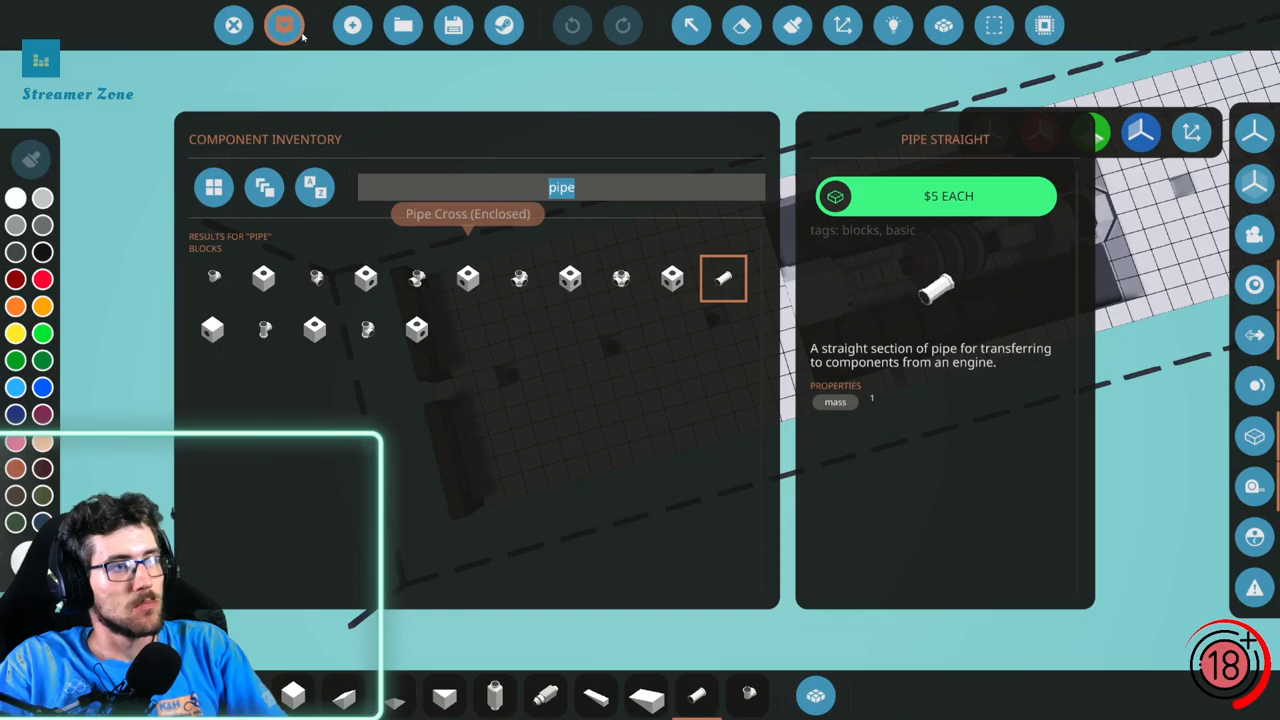 Streamer Zone
COMPONENT INVENTORY
A
Z
pipe
Pipe Cross (Enclosed)
RESULTS FOR "PIPE"
BLOCKS
PIPE STRAIGHT
$5 EACH
tags: blocks, basic
A straight section of pipe for transferring
to components from an engine.
PROPERTIES
mass 1
K&H
18+